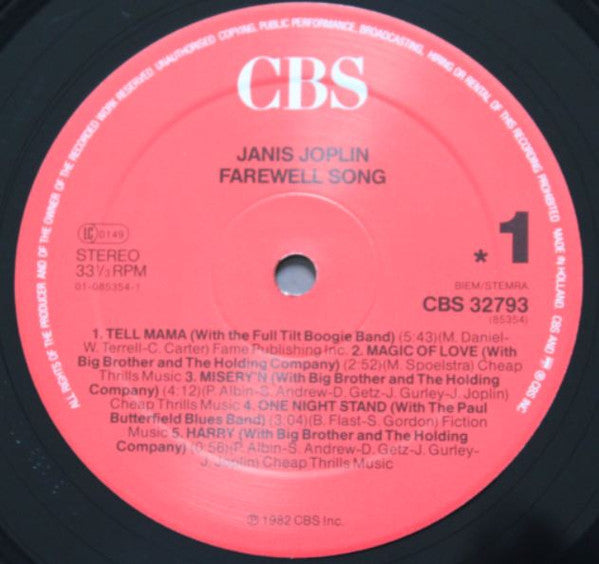 ALL RIGHTS OF THE PRODUCER AND OF THE OWNER OF THE RECORDED WORK RESERVED. UNAUTHORISED COPYING, PUBLIC PERFORMANCE, BROADCASTING, HIRING OR RENTAL OF THIS RECORDING PROHIBITED. MADE IN HOLLAND. CBS AND ® CBS INC.
CBS
JANIS JOPLIN
FAREWELL SONG
LC 0149
STEREO
33⅓ RPM
01-085354-1
* 1
BIEM/STEMRA
CBS 32793
(85354)
1. TELL MAMA (With the Full Tilt Boogie Band) (5:43)(M. Daniel-
W. Terrell-C. Carter) Fame Publishing Inc. 2. MAGIC OF LOVE (With
Big Brother and The Holding Company) (2:52)(M. Spoelstra) Cheap
Thrills Music 3. MISERY'N (With Big Brother and The Holding
Company) (4:12)(P. Albin-S. Andrew-D. Getz-J. Gurley-J. Joplin)
Cheap Thrills Music 4. ONE NIGHT STAND (With The Paul
Butterfield Blues Band) (3:04)(B. Flast-S. Gordon) Fiction
Music 5. HARRY (With Big Brother and The Holding
Company) (0:56)(P. Albin-S. Andrew-D. Getz-J. Gurley-
J. Joplin) Cheap Thrills Music
℗ 1982 CBS Inc.